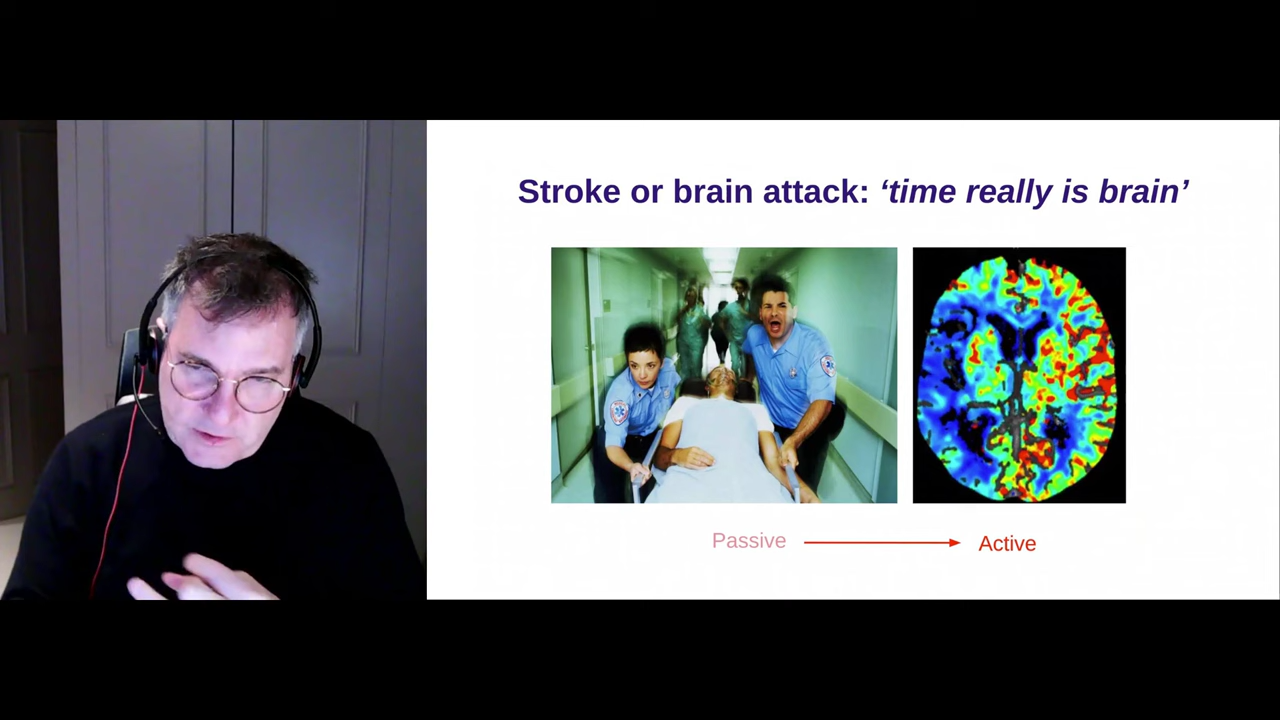 Stroke or brain attack: ‘time really is brain’
Passive
Active